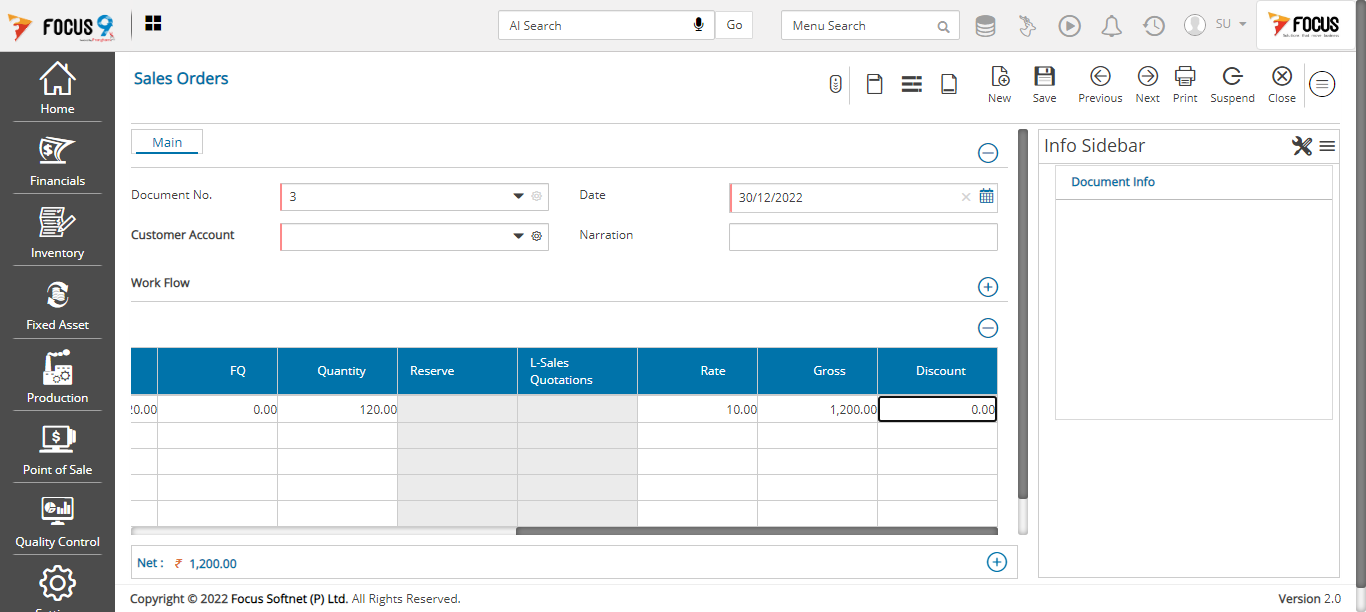 FOCUS 9
AI Search
Go
Menu Search
SU
FOCUS
Home
Financials
Inventory
Fixed Asset
Production
Point of Sale
Quality Control
Sales Orders
New
Save
Previous
Next
Print
Suspend
Close
Main
Document No.
3
Date
30/12/2022
Customer Account
Narration
Work Flow
FQ Quantity Reserve L-Sales Quotations Rate Gross Discount
20.00 0.00 120.00 10.00 1,200.00 0.00
Net : ₹ 1,200.00
Info Sidebar
Document Info
Copyright © 2022 Focus Softnet (P) Ltd. All Rights Reserved.
Version 2.0